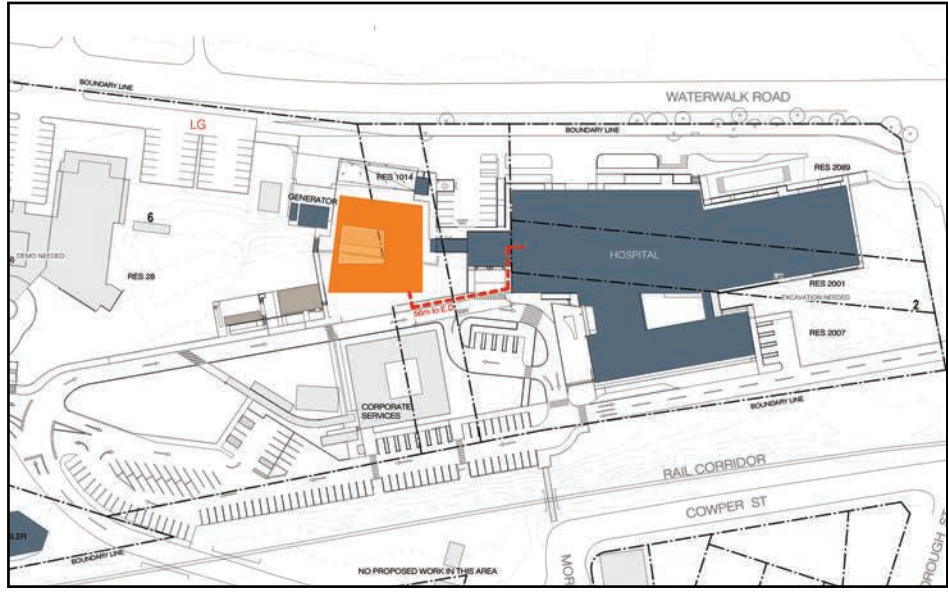 BOUNDARY LINE
WATERWALK ROAD
LG
BOUNDARY LINE
RES 1014
RES 2089
GENERATOR
6
HOSPITAL
DEMO NEEDED
RES 28
RES 2001
EXCAVATION NEEDED
2
56m to E.D
RES 2007
CORPORATE
SERVICES
BOUNDARY LINE
RAIL CORRIDOR
COWPER ST
BOUNDARY LINE
NO PROPOSED WORK IN THIS AREA